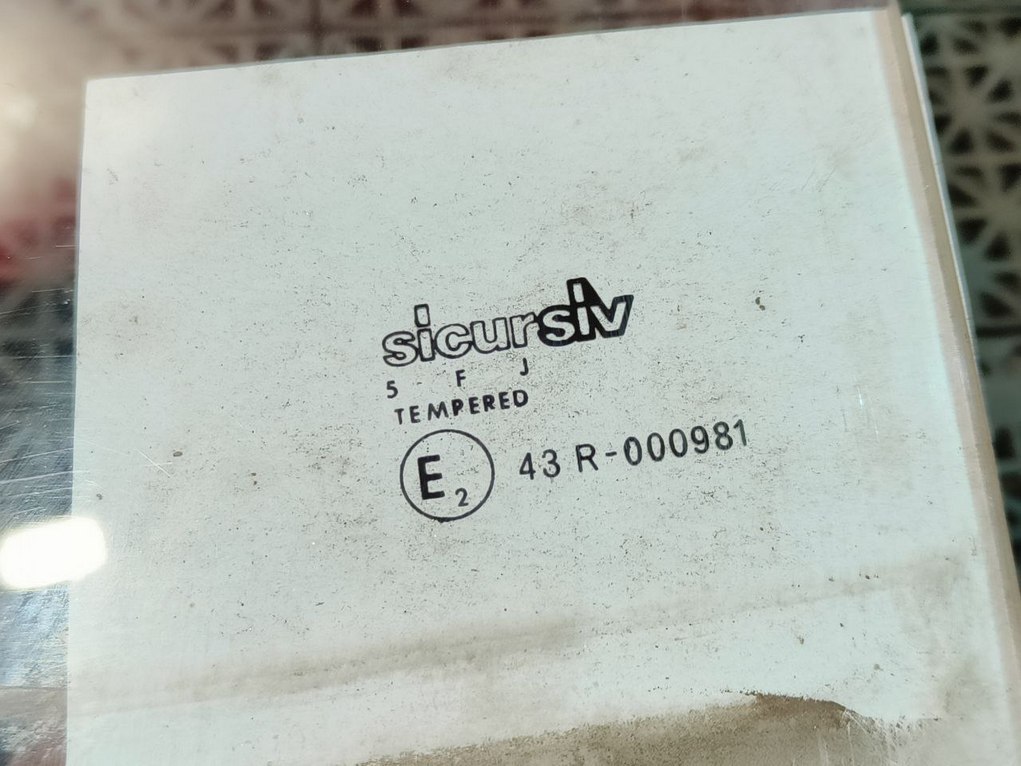 sicursiv
5 F J
TEMPERED
E2 43 R-000981